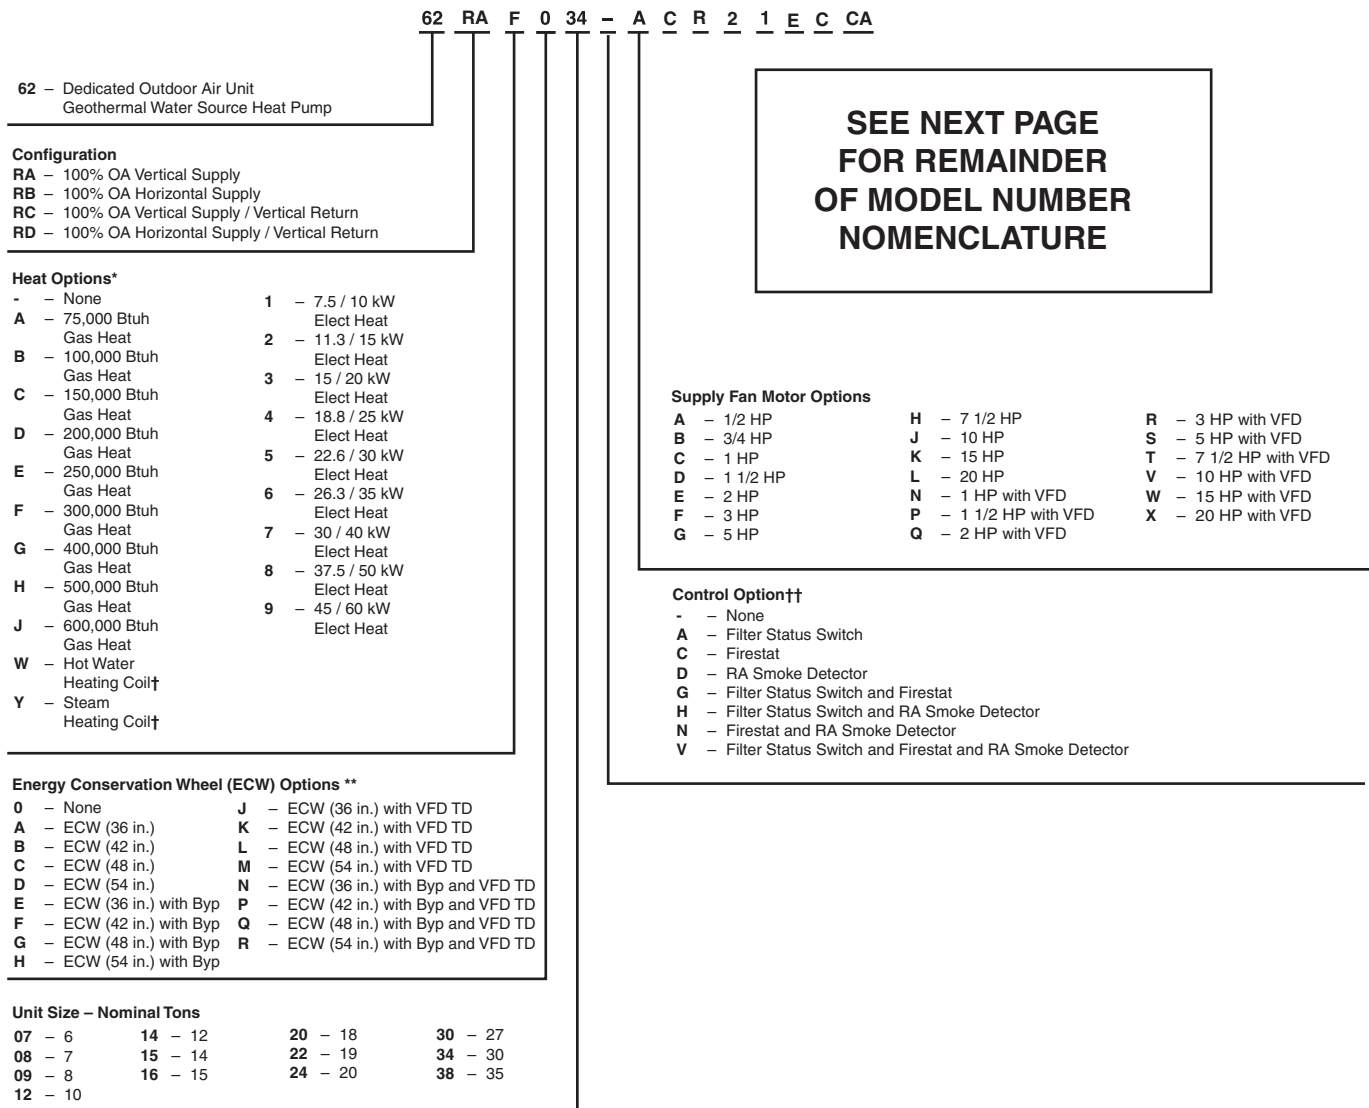 62 RA F 0 34 – A C R 2 1 E C CA
62 – Dedicated Outdoor Air Unit
Geothermal Water Source Heat Pump
Configuration
RA – 100% OA Vertical Supply
RB – 100% OA Horizontal Supply
RC – 100% OA Vertical Supply / Vertical Return
RD – 100% OA Horizontal Supply / Vertical Return
Heat Options*
- – None
A – 75,000 Btuh
Gas Heat
B – 100,000 Btuh
Gas Heat
C – 150,000 Btuh
Gas Heat
D – 200,000 Btuh
Gas Heat
E – 250,000 Btuh
Gas Heat
F – 300,000 Btuh
Gas Heat
G – 400,000 Btuh
Gas Heat
H – 500,000 Btuh
Gas Heat
J – 600,000 Btuh
Gas Heat
W – Hot Water
Heating Coil†
Y – Steam
Heating Coil†
1 – 7.5 / 10 kW
Elect Heat
2 – 11.3 / 15 kW
Elect Heat
3 – 15 / 20 kW
Elect Heat
4 – 18.8 / 25 kW
Elect Heat
5 – 22.6 / 30 kW
Elect Heat
6 – 26.3 / 35 kW
Elect Heat
7 – 30 / 40 kW
Elect Heat
8 – 37.5 / 50 kW
Elect Heat
9 – 45 / 60 kW
Elect Heat
Energy Conservation Wheel (ECW) Options **
0 – None
A – ECW (36 in.)
B – ECW (42 in.)
C – ECW (48 in.)
D – ECW (54 in.)
E – ECW (36 in.) with Byp
F – ECW (42 in.) with Byp
G – ECW (48 in.) with Byp
H – ECW (54 in.) with Byp
J – ECW (36 in.) with VFD TD
K – ECW (42 in.) with VFD TD
L – ECW (48 in.) with VFD TD
M – ECW (54 in.) with VFD TD
N – ECW (36 in.) with Byp and VFD TD
P – ECW (42 in.) with Byp and VFD TD
Q – ECW (48 in.) with Byp and VFD TD
R – ECW (54 in.) with Byp and VFD TD
Unit Size – Nominal Tons
07 – 6
08 – 7
09 – 8
12 – 10
14 – 12
15 – 14
16 – 15
20 – 18
22 – 19
24 – 20
30 – 27
34 – 30
38 – 35
SEE NEXT PAGE
FOR REMAINDER
OF MODEL NUMBER
NOMENCLATURE
Supply Fan Motor Options
A – 1/2 HP
B – 3/4 HP
C – 1 HP
D – 1 1/2 HP
E – 2 HP
F – 3 HP
G – 5 HP
H – 7 1/2 HP
J – 10 HP
K – 15 HP
L – 20 HP
N – 1 HP with VFD
P – 1 1/2 HP with VFD
Q – 2 HP with VFD
R – 3 HP with VFD
S – 5 HP with VFD
T – 7 1/2 HP with VFD
V – 10 HP with VFD
W – 15 HP with VFD
X – 20 HP with VFD
Control Option††
- – None
A – Filter Status Switch
C – Firestat
D – RA Smoke Detector
G – Filter Status Switch and Firestat
H – Filter Status Switch and RA Smoke Detector
N – Firestat and RA Smoke Detector
V – Filter Status Switch and Firestat and RA Smoke Detector